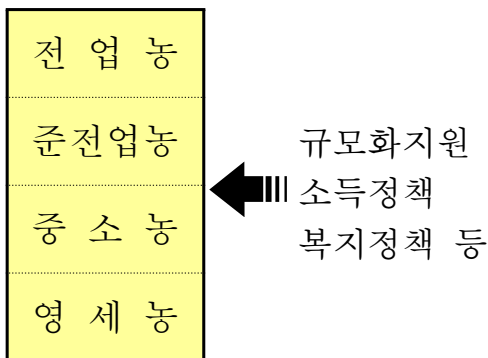 전 업 농
준전업농
중 소 농
영 세 농
규모화지원
소득정책
복지정책 등